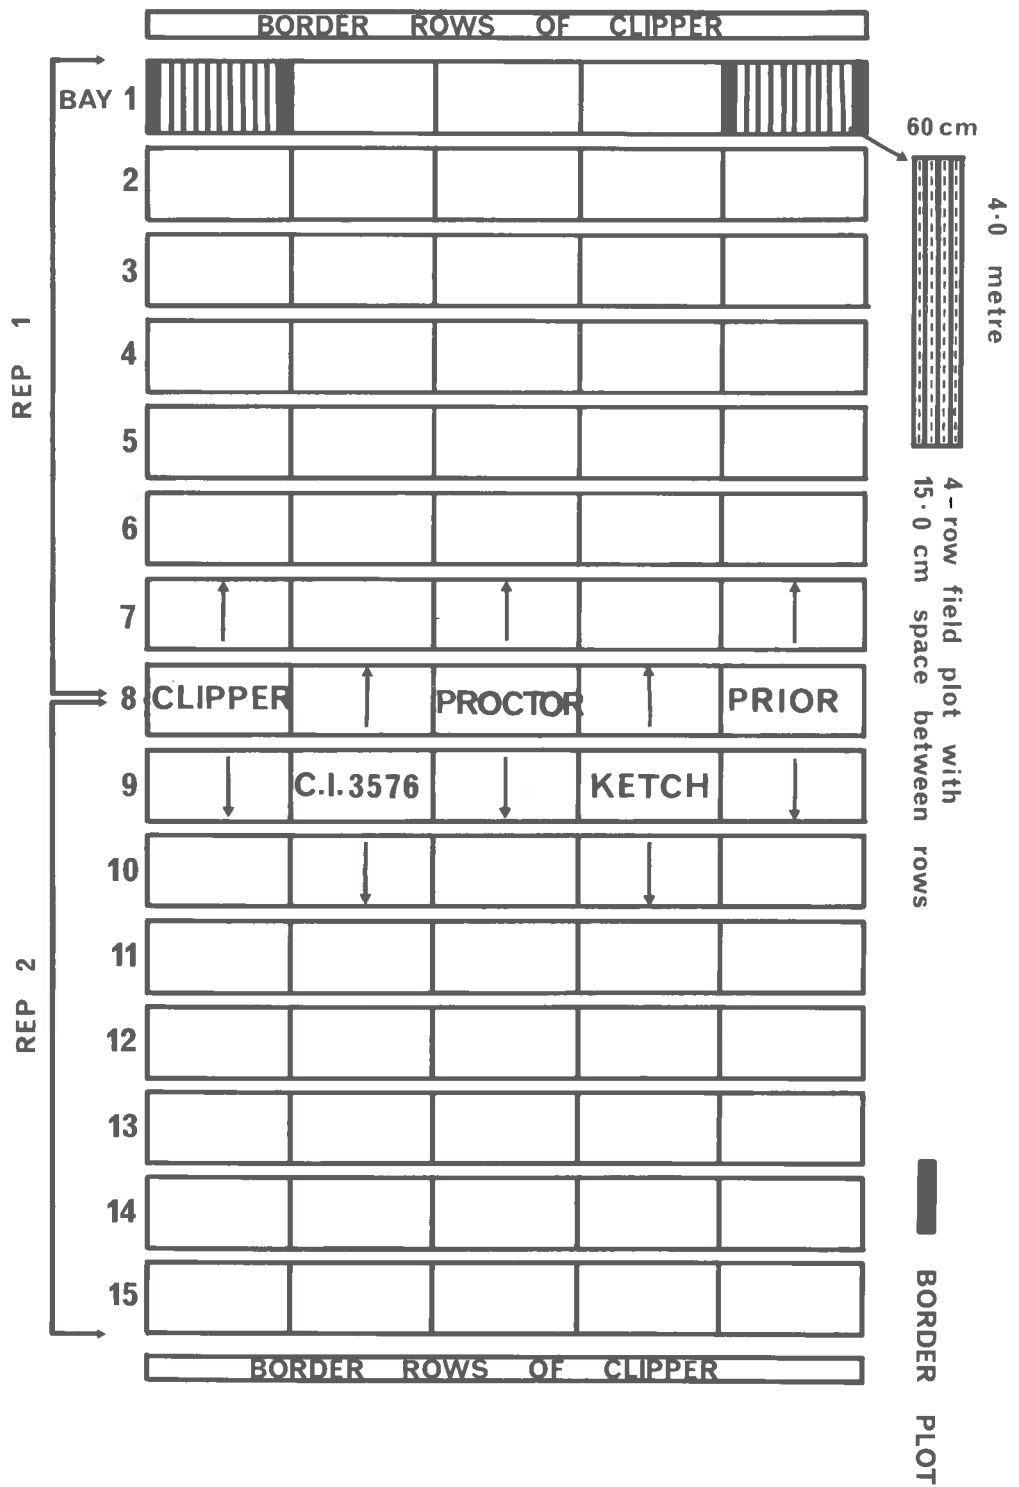 BORDER ROWS OF CLIPPER
BAY 1
2
3
4
5
6
7
8
9
10
11
12
13
14
15
REP 1
REP 2
CLIPPER
PROCTOR
PRIOR
C.I.3576
KETCH
60 cm
4·0 metre
4-row field plot with
15·0 cm space between rows
BORDER PLOT
BORDER ROWS OF CLIPPER